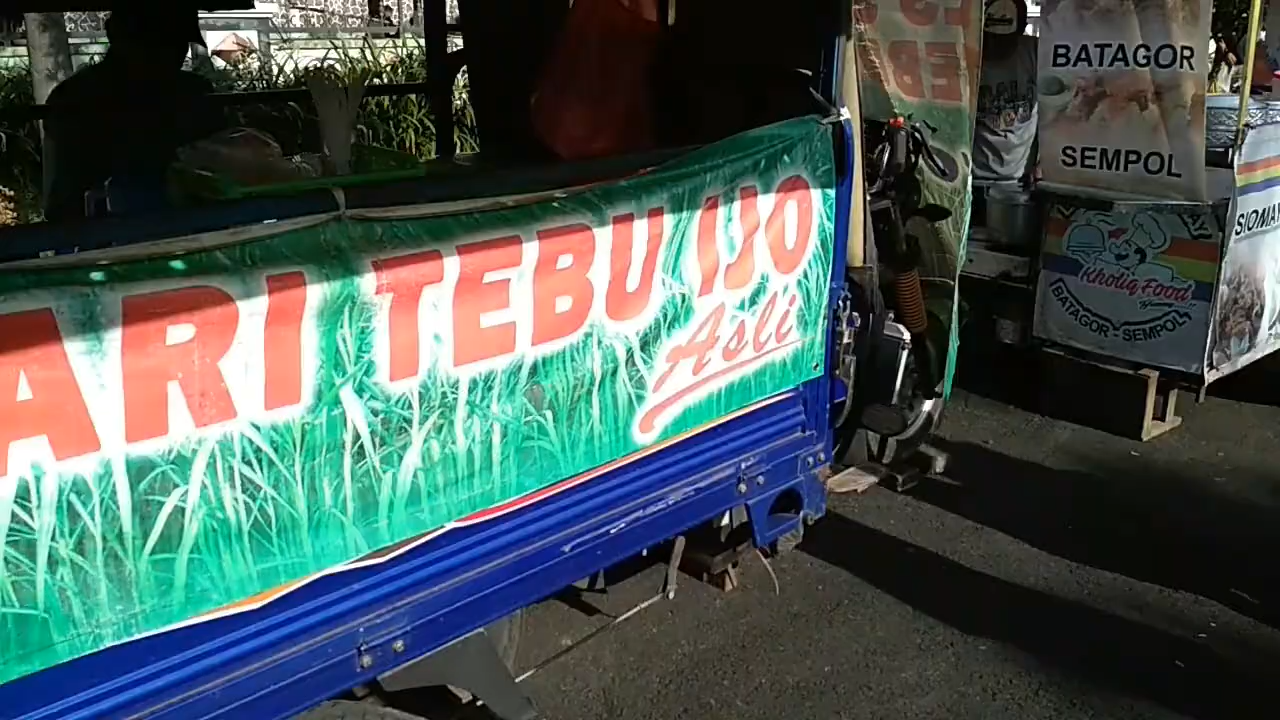 ARI TEBU IJO
Asli
BATAGOR
SEMPOL
Kholiq Food
BATAGOR - SEMPOL
SIOMAY